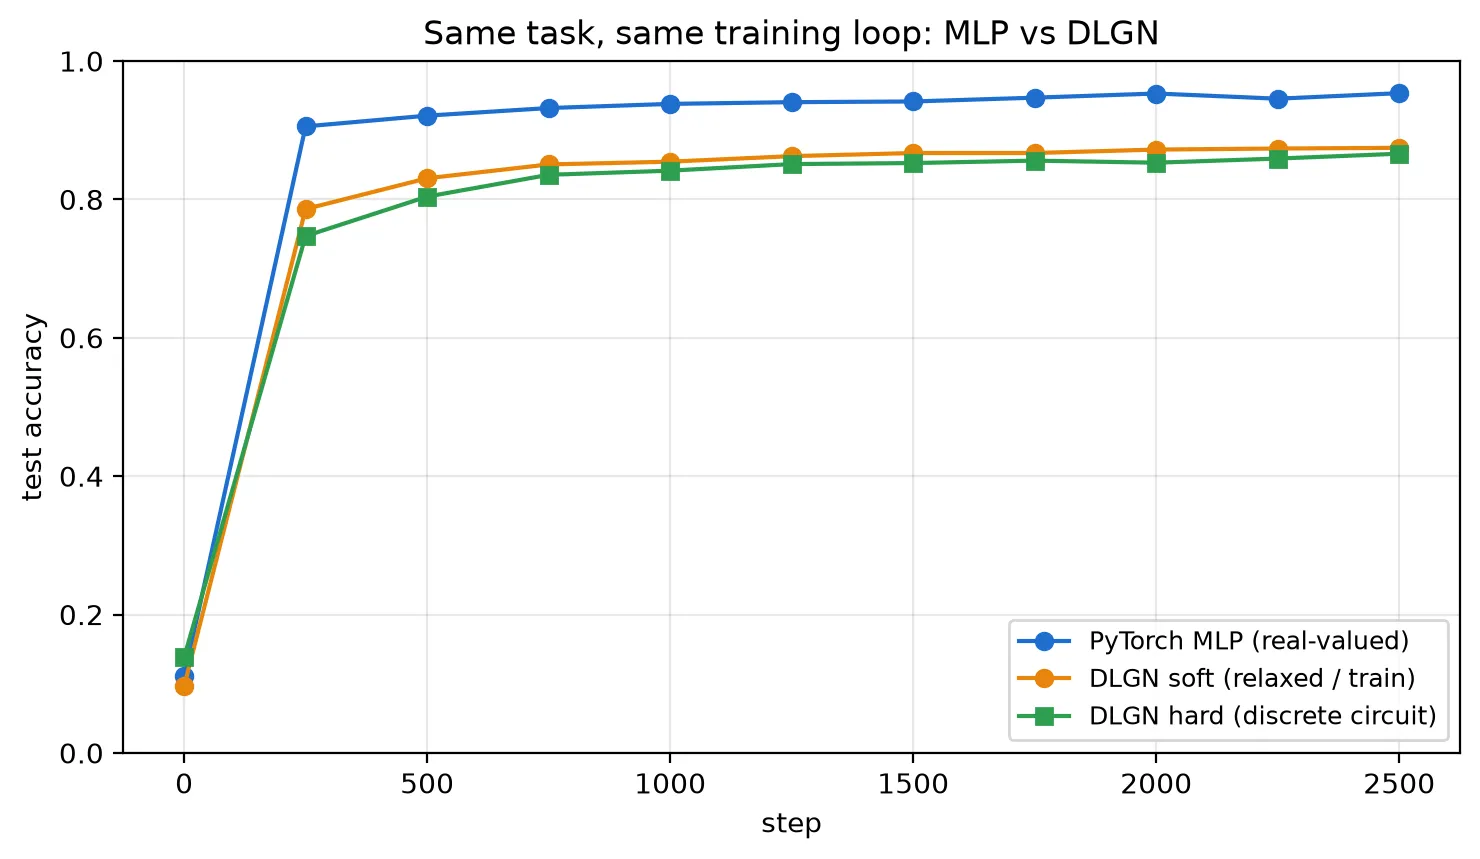 Same task, same training loop: MLP vs DLGN
test accuracy
1.0
0.8
0.6
0.4
0.2
0.0
PyTorch MLP (real-valued)
DLGN soft (relaxed / train)
DLGN hard (discrete circuit)
0 500 1000 1500 2000 2500
step